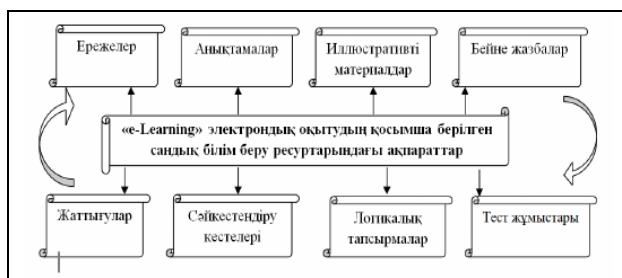 Ережелер
Анықтамалар
Иллюстративті
материалдар
Бейне жазбалар
«e-Learning» электрондық оқытудың қосымша берілген
сандық білім беру ресуртарындағы ақпараттар
Жаттығулар
Сәйкестендіру
кестелері
Логикалық
тапсырмалар
Тест жұмыстары